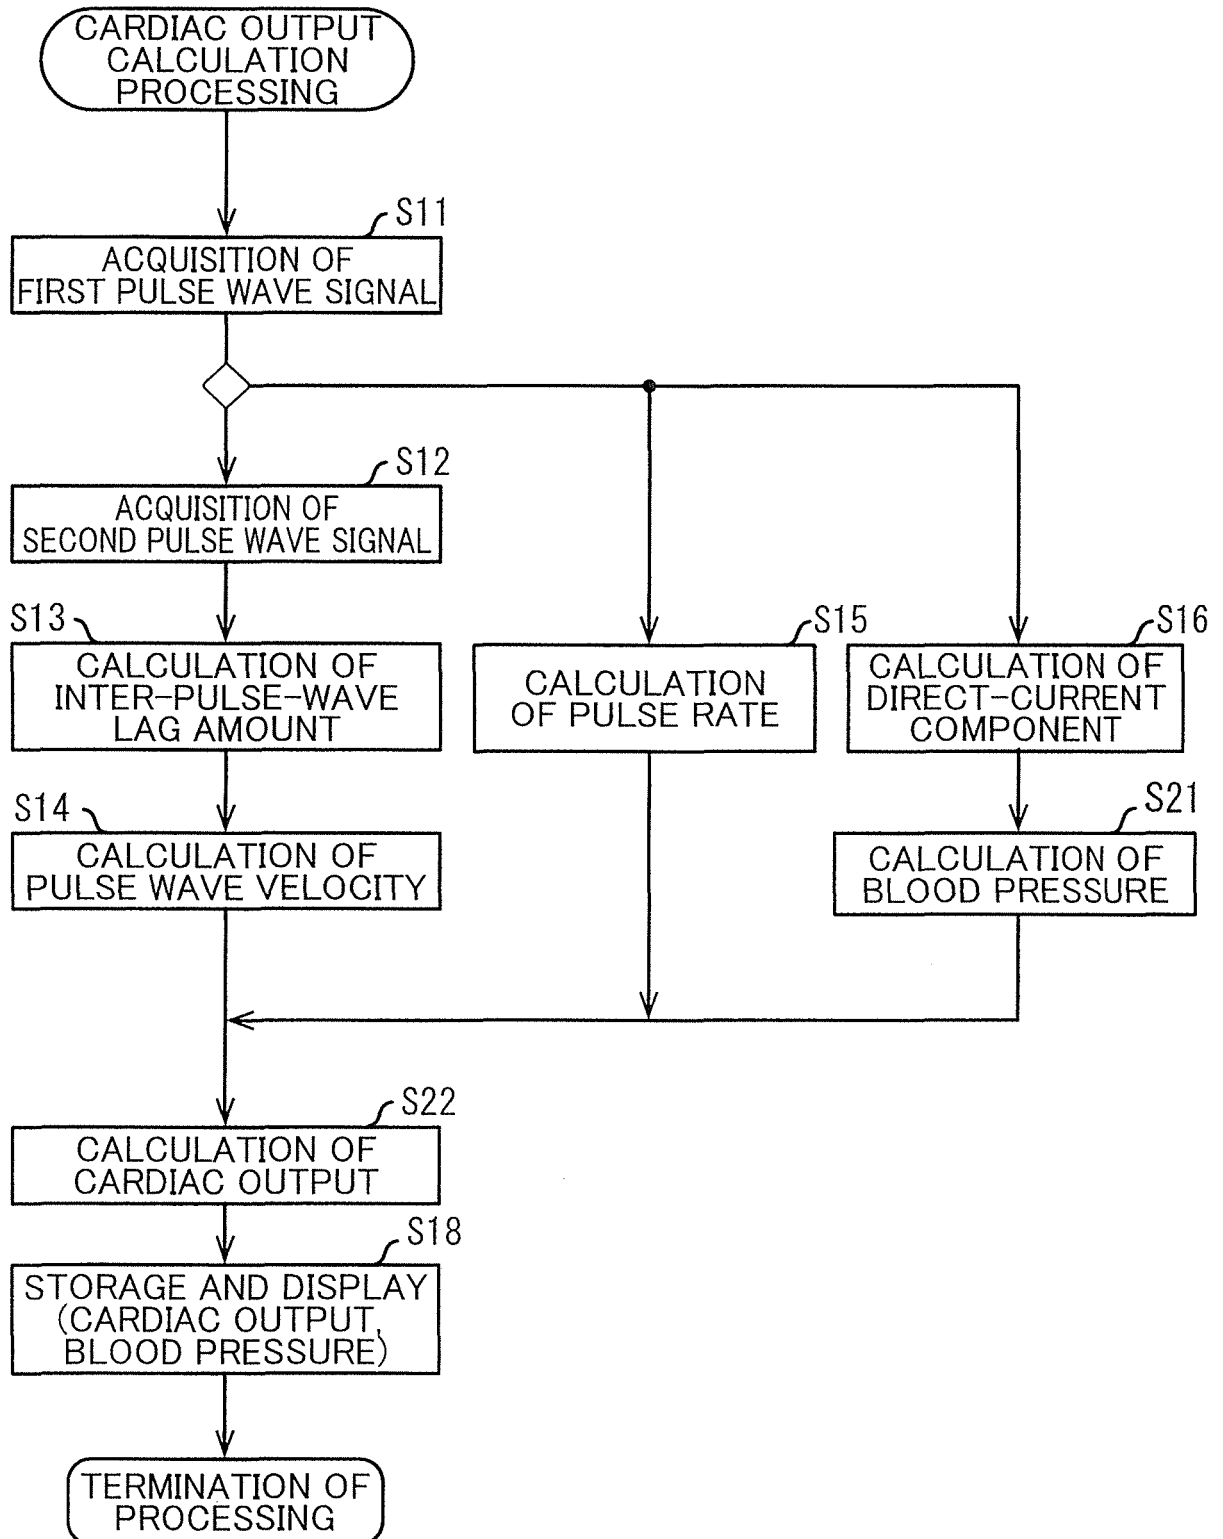 CARDIAC OUTPUT
CALCULATION
PROCESSING
S11
ACQUISITION OF
FIRST PULSE WAVE SIGNAL
S12
ACQUISITION OF
SECOND PULSE WAVE SIGNAL
S13
CALCULATION OF
INTER-PULSE-WAVE
LAG AMOUNT
S15
CALCULATION
OF PULSE RATE
S16
CALCULATION OF
DIRECT-CURRENT
COMPONENT
S14
CALCULATION OF
PULSE WAVE VELOCITY
S21
CALCULATION OF
BLOOD PRESSURE
S22
CALCULATION OF
CARDIAC OUTPUT
S18
STORAGE AND DISPLAY
(CARDIAC OUTPUT,
BLOOD PRESSURE)
TERMINATION OF
PROCESSING